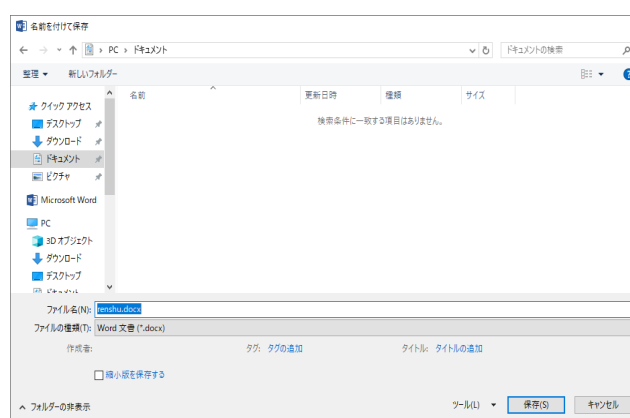 名前を付けて保存
PC › ドキュメント
ドキュメントの検索
整理 新しいフォルダー
名前 更新日時 種類 サイズ
検索条件に一致する項目はありません。
クイック アクセス
デスクトップ
ダウンロード
ドキュメント
ピクチャ
Microsoft Word
PC
3D オブジェクト
ダウンロード
デスクトップ
ドキュメント
ファイル名(N): renshu.docx
ファイルの種類(T): Word 文書 (*.docx)
作成者: タグ: タグの追加 タイトル: タイトルの追加
縮小版を保存する
フォルダーの非表示 ツール(L) 保存(S) キャンセル